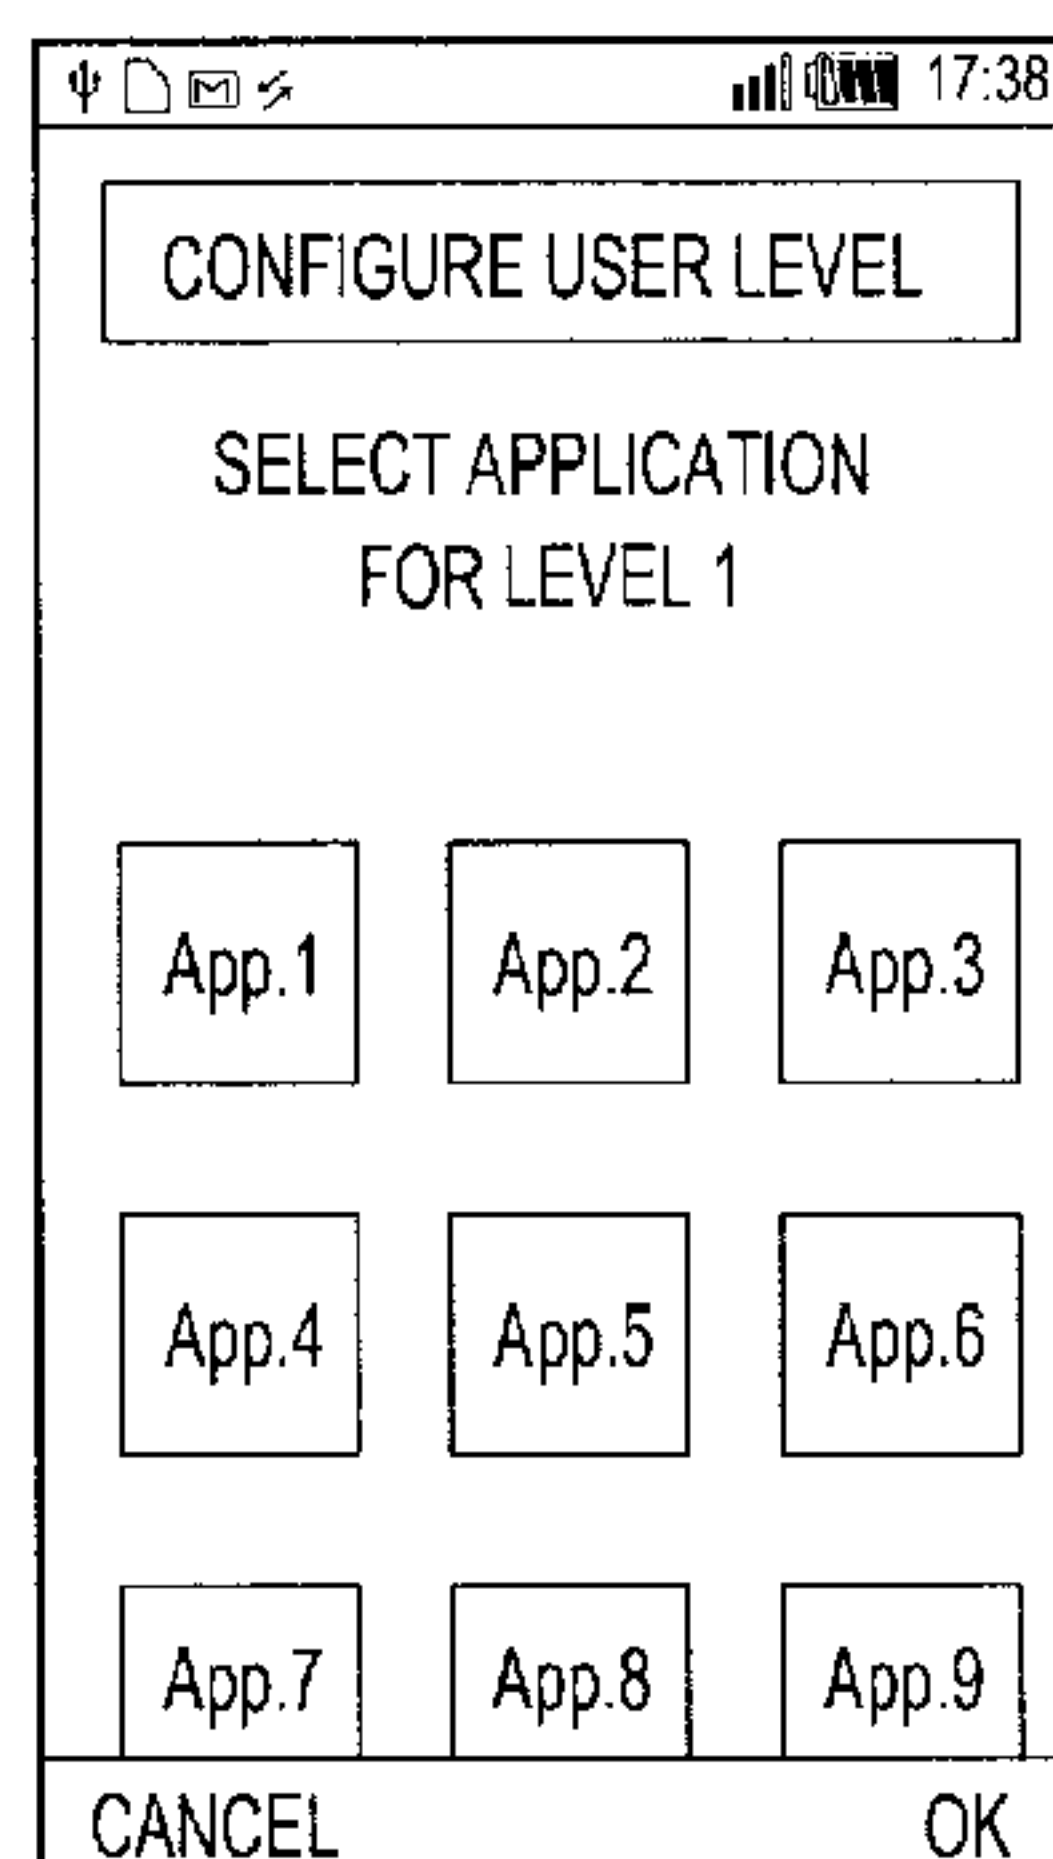 17:38
CONFIGURE USER LEVEL
SELECT APPLICATION
FOR LEVEL 1
App.1 App.2 App.3
App.4 App.5 App.6
App.7 App.8 App.9
CANCEL OK